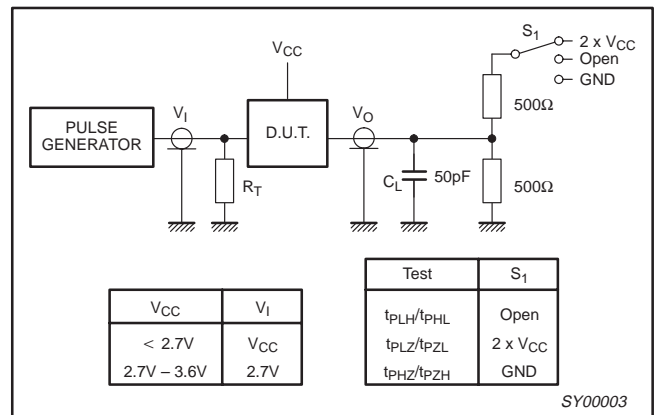 S1
2 x VCC
Open
GND
VCC
500Ω
VI
VO
PULSE
GENERATOR
D.U.T.
RT
CL
50pF
500Ω
Test S1
tPLH/tPHL Open
tPLZ/tPZL 2 x VCC
tPHZ/tPZH GND
VCC VI
< 2.7V VCC
2.7V – 3.6V 2.7V
SY00003